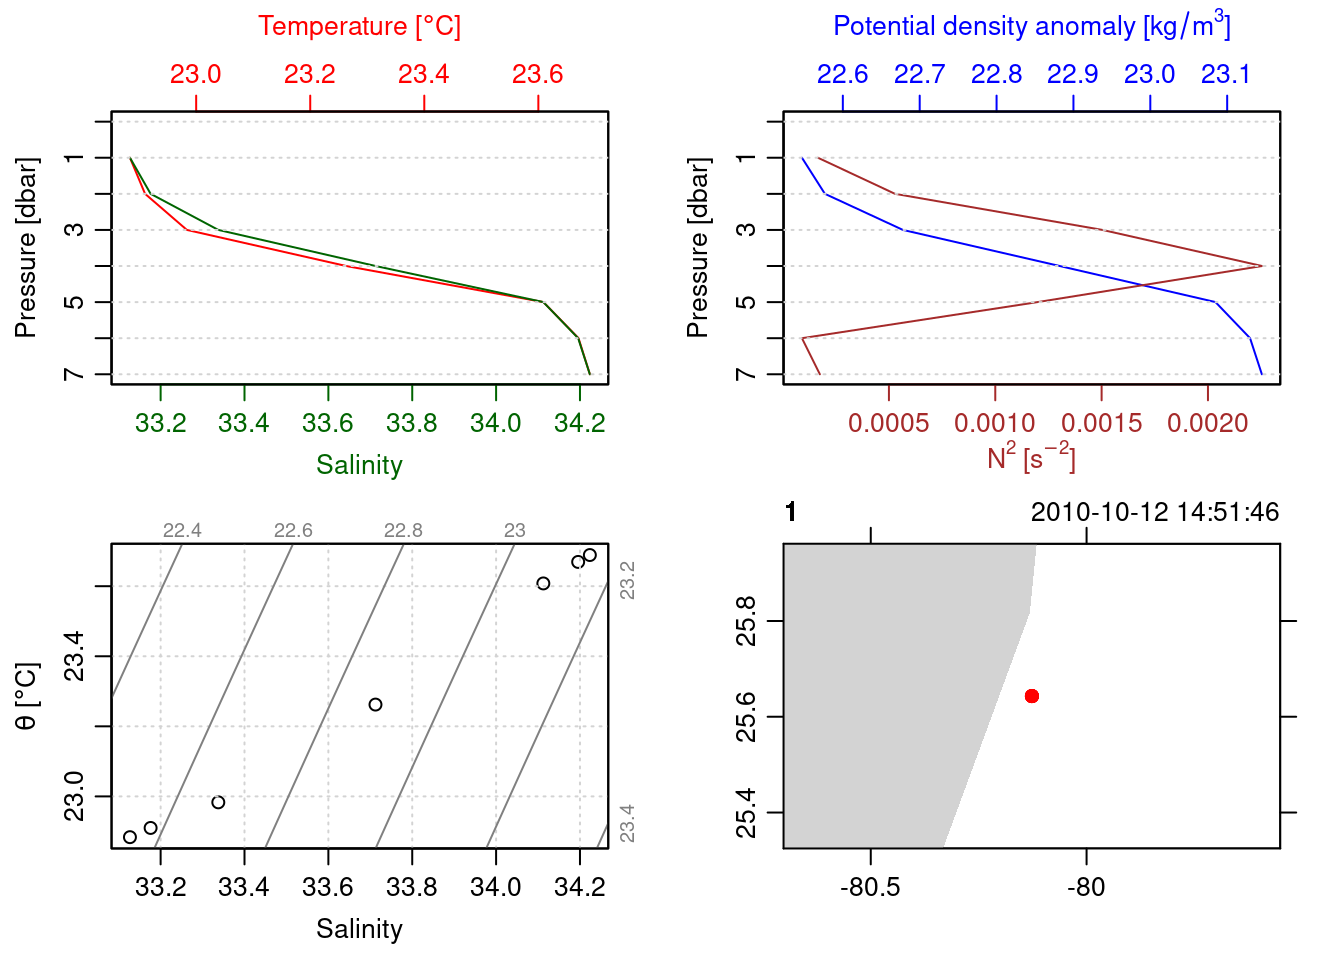 Temperature [°C]
23.0 23.2 23.4 23.6
Pressure [dbar]
1
3
5
7
33.2 33.4 33.6 33.8 34.0 34.2
Salinity
Potential density anomaly [kg/m³]
22.6 22.7 22.8 22.9 23.0 23.1
Pressure [dbar]
1
3
5
7
0.0005 0.0010 0.0015 0.0020
N² [s⁻²]
22.4 22.6 22.8 23
23.2
23.4
θ [°C]
23.4
23.0
33.2 33.4 33.6 33.8 34.0 34.2
Salinity
1 2010-10-12 14:51:46
25.8
25.6
25.4
-80.5 -80